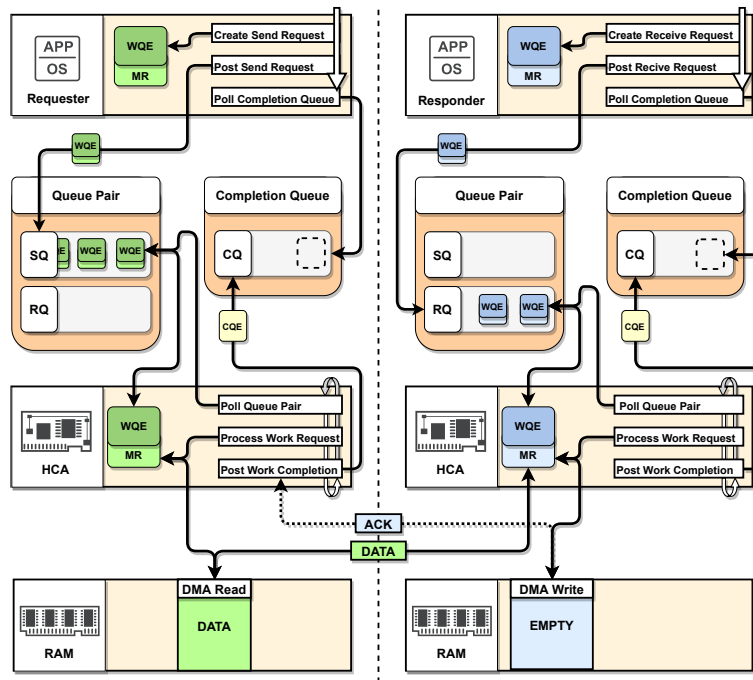 APP
OS
Requester
WQE
MR
Create Send Request
Post Send Request
Poll Completion Queue
WQE
Queue Pair
SQ
WQE
WQE
RQ
Completion Queue
CQ
CQE
HCA
WQE
MR
Poll Queue Pair
Process Work Request
Post Work Completion
RAM
DMA Read
DATA
ACK
DATA
APP
OS
Responder
WQE
MR
Create Receive Request
Post Recive Request
Poll Completion Queue
WQE
Queue Pair
SQ
RQ
WQE
WQE
Completion Queue
CQ
CQE
HCA
WQE
MR
Poll Queue Pair
Process Work Request
Post Work Completion
RAM
DMA Write
EMPTY